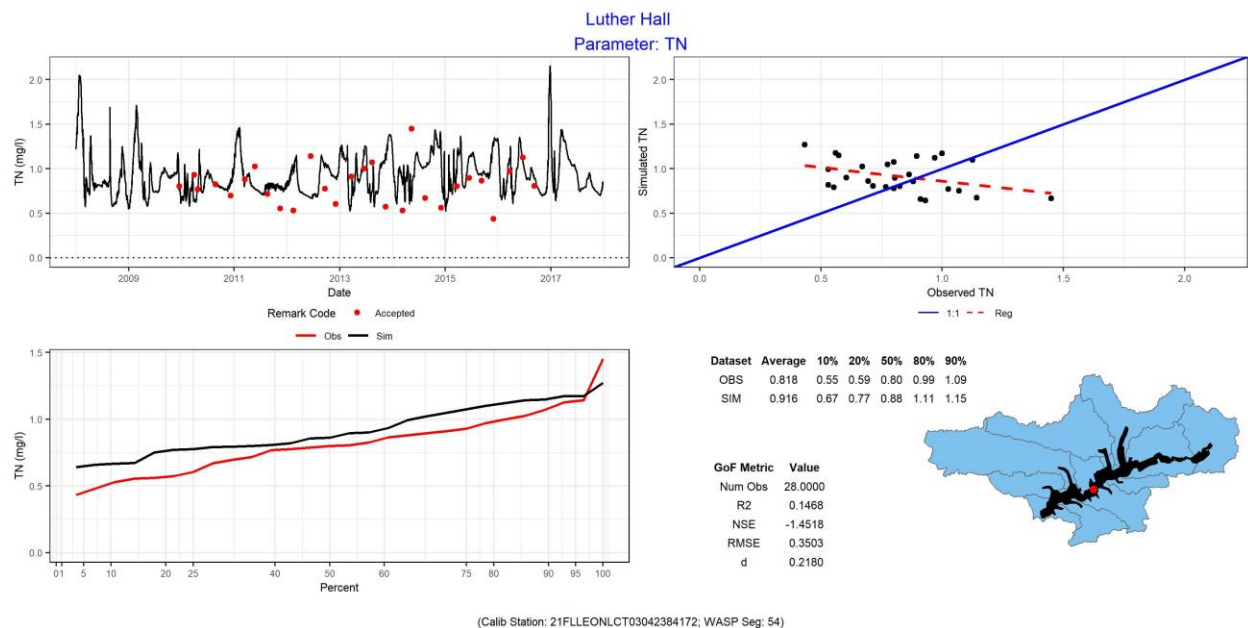 Luther Hall
Parameter: TN
2.0
1.5
1.0
0.5
0.0
TN (mg/l)
2009
2011
2013
2015
2017
Date
Remark Code Accepted
2.0
1.5
1.0
0.5
0.0
Simulated TN
0.0
0.5
1.0
1.5
2.0
Observed TN
1:1 Reg
Obs Sim
1.5
1.0
0.5
0.0
TN (mg/l)
0 1 5 10 20 25 40 50 60 75 80 90 95 100
Percent
Dataset Average 10% 20% 50% 80% 90%
OBS 0.818 0.55 0.59 0.80 0.99 1.09
SIM 0.916 0.67 0.77 0.88 1.11 1.15
GoF Metric Value
Num Obs 28.0000
R2 0.1468
NSE -1.4518
RMSE 0.3503
d 0.2180
(Calib Station: 21FLLEONLCT03042384172; WASP Seg: 54)